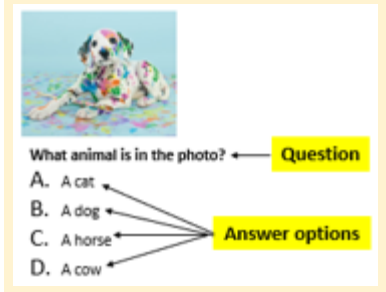 What animal is in the photo?
Question
A. A cat
B. A dog
C. A horse
Answer options
D. A cow